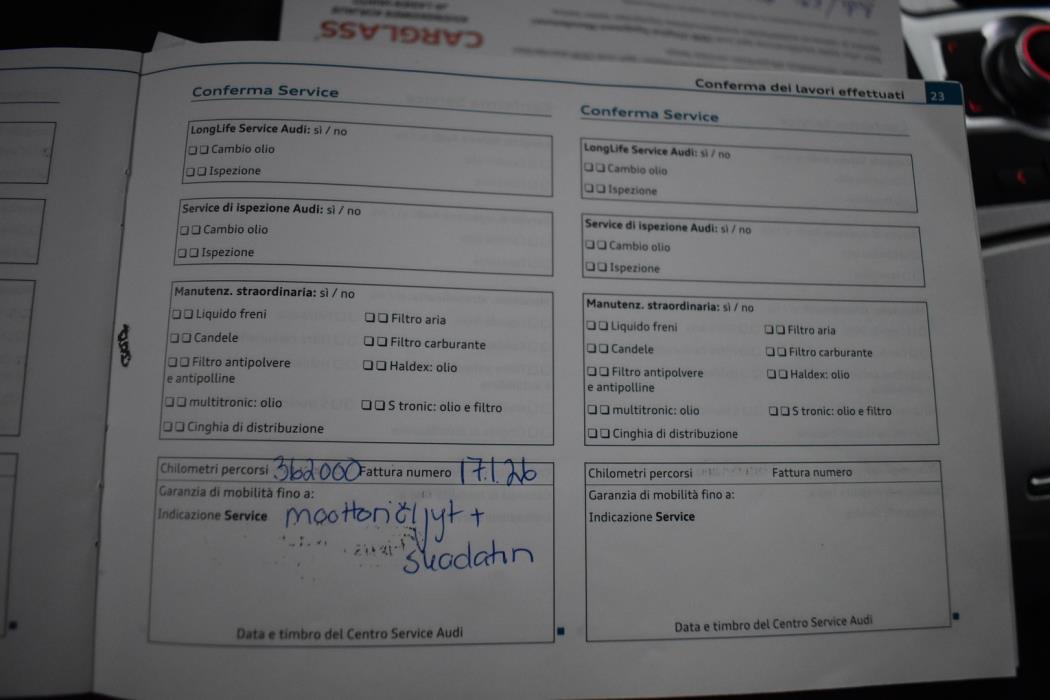 CARGLASS
Conferma dei lavori effettuati 23
Conferma Service
LongLife Service Audi: sì / no
Cambio olio
Ispezione
Service di ispezione Audi: sì / no
Cambio olio
Ispezione
Manutenz. straordinaria: sì / no
Liquido freni Filtro aria
Candele Filtro carburante
Filtro antipolvere Haldex: olio
e antipolline
multitronic: olio S tronic: olio e filtro
Cinghia di distribuzione
Chilometri percorsi 362000 Fattura numero 17.1.26
Garanzia di mobilità fino a:
Indicazione Service moottoriöljyt +
suodatin
Data e timbro del Centro Service Audi
Conferma Service
LongLife Service Audi: sì / no
Cambio olio
Ispezione
Service di ispezione Audi: sì / no
Cambio olio
Ispezione
Manutenz. straordinaria: sì / no
Liquido freni Filtro aria
Candele Filtro carburante
Filtro antipolvere Haldex: olio
e antipolline
multitronic: olio S tronic: olio e filtro
Cinghia di distribuzione
Chilometri percorsi Fattura numero
Garanzia di mobilità fino a:
Indicazione Service
Data e timbro del Centro Service Audi